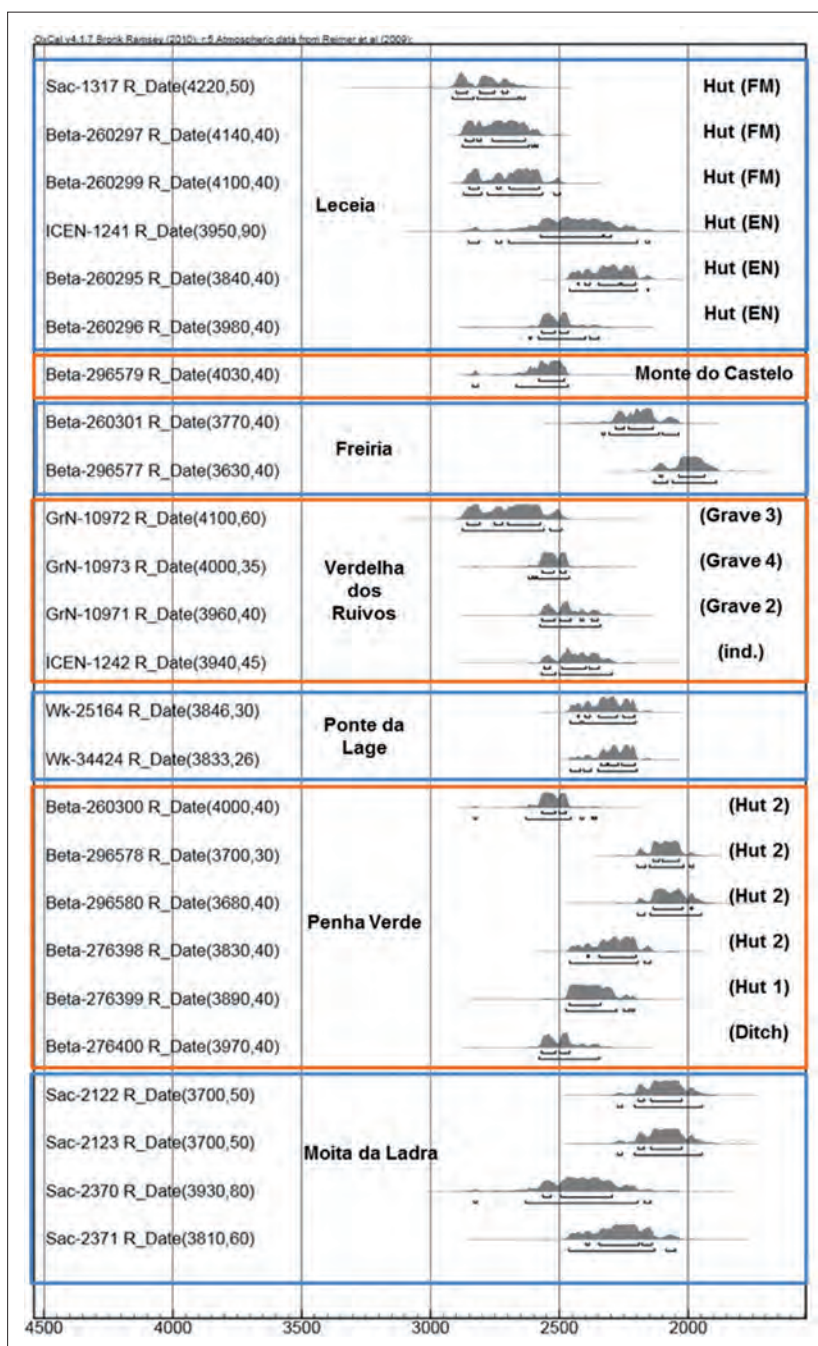 OxCal v4.1.7 Bronk Ramsey (2010); r:5 Atmospheric data from Reimer et al (2009);
Sac-1317 R_Date(4220,50) Hut (FM)
Beta-260297 R_Date(4140,40) Hut (FM)
Beta-260299 R_Date(4100,40) Hut (FM)
Leceia
ICEN-1241 R_Date(3950,90) Hut (EN)
Beta-260295 R_Date(3840,40) Hut (EN)
Beta-260296 R_Date(3980,40) Hut (EN)
Beta-296579 R_Date(4030,40) Monte do Castelo
Beta-260301 R_Date(3770,40)
Freiria
Beta-296577 R_Date(3630,40)
GrN-10972 R_Date(4100,60) (Grave 3)
GrN-10973 R_Date(4000,35) (Grave 4)
Verdelha
dos
Ruivos
GrN-10971 R_Date(3960,40) (Grave 2)
ICEN-1242 R_Date(3940,45) (ind.)
Wk-25164 R_Date(3846,30)
Ponte da
Lage
Wk-34424 R_Date(3833,26)
Beta-260300 R_Date(4000,40) (Hut 2)
Beta-296578 R_Date(3700,30) (Hut 2)
Beta-296580 R_Date(3680,40) (Hut 2)
Penha Verde
Beta-276398 R_Date(3830,40) (Hut 2)
Beta-276399 R_Date(3890,40) (Hut 1)
Beta-276400 R_Date(3970,40) (Ditch)
Sac-2122 R_Date(3700,50)
Sac-2123 R_Date(3700,50)
Moita da Ladra
Sac-2370 R_Date(3930,80)
Sac-2371 R_Date(3810,60)
4500 4000 3500 3000 2500 2000